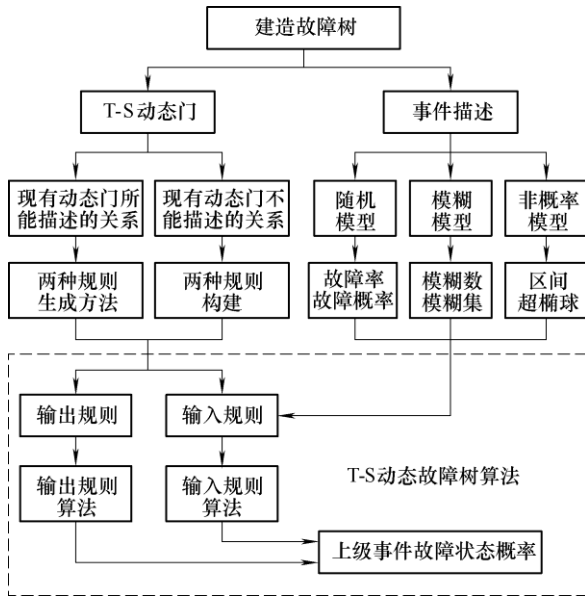 建造故障树
T-S动态门
事件描述
现有动态门所
能描述的关系
现有动态门不
能描述的关系
随机
模型
模糊
模型
非概率
模型
两种规则
生成方法
两种规则
构建
故障率
故障概率
模糊数
模糊集
区间
超椭球
输出规则
输入规则
输出规则
算法
输入规则
算法
T-S动态故障树算法
上级事件故障状态概率